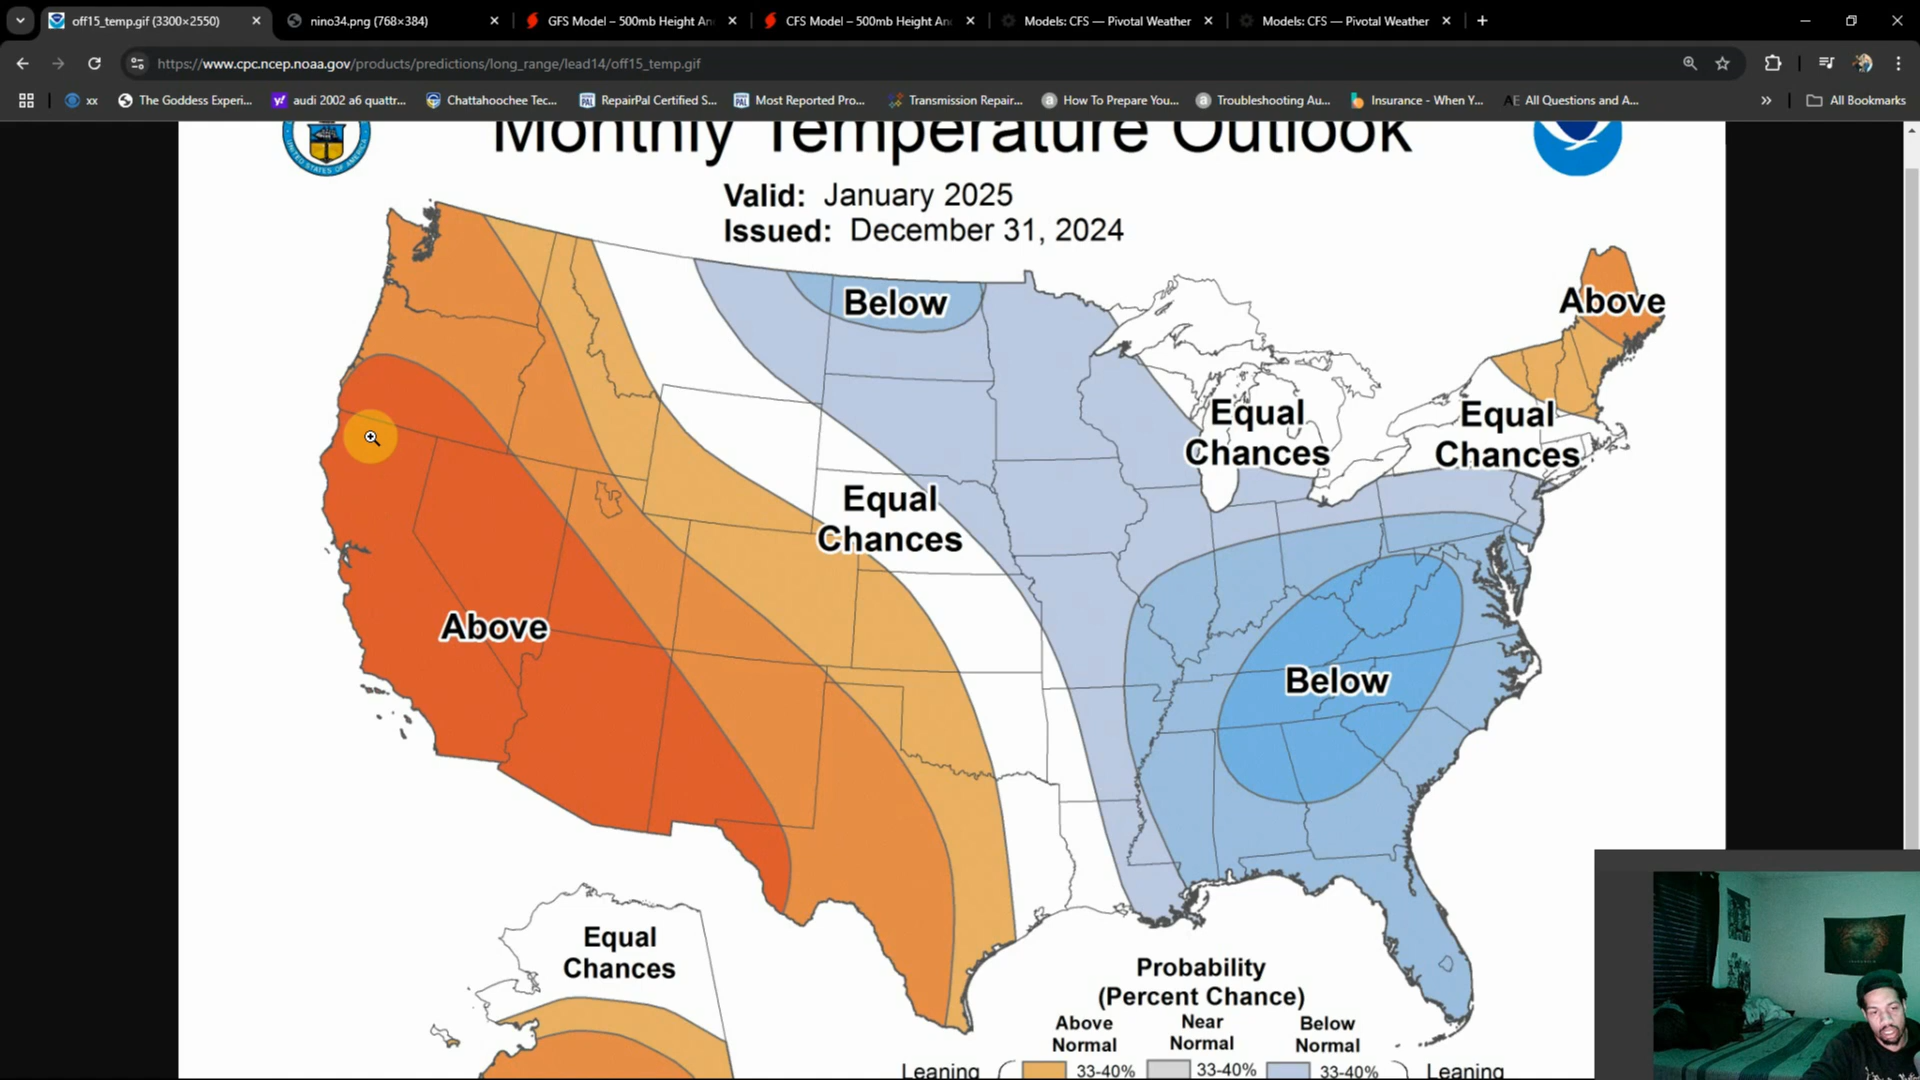 off15_temp.gif (3300×2550)
nino34.png (768×384)
GFS Model – 500mb Height An
CFS Model – 500mb Height An
Models: CFS — Pivotal Weather
Models: CFS — Pivotal Weather
https://www.cpc.ncep.noaa.gov/products/predictions/long_range/lead14/off15_temp.gif
xx
The Goddess Experi...
audi 2002 a6 quattr...
Chattahoochee Tec...
RepairPal Certified S...
Most Reported Pro...
Transmission Repair...
How To Prepare You...
Troubleshooting Au...
Insurance - When Y...
All Questions and A...
All Bookmarks
Monthly Temperature Outlook
Valid: January 2025
Issued: December 31, 2024
Below
Above
Equal
Chances
Equal
Chances
Equal
Chances
Above
Below
Equal
Chances
Probability
(Percent Chance)
Above
Normal
Near
Normal
Below
Normal
Leaning
33-40%
33-40%
33-40%
Leaning